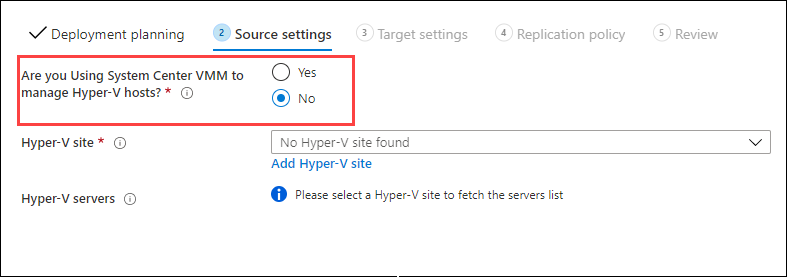 Deployment planning 2 Source settings 3 Target settings 4 Replication policy 5 Review
Are you Using System Center VMM to
manage Hyper-V hosts? *
Yes
No
Hyper-V site *
No Hyper-V site found
Add Hyper-V site
Hyper-V servers
Please select a Hyper-V site to fetch the servers list